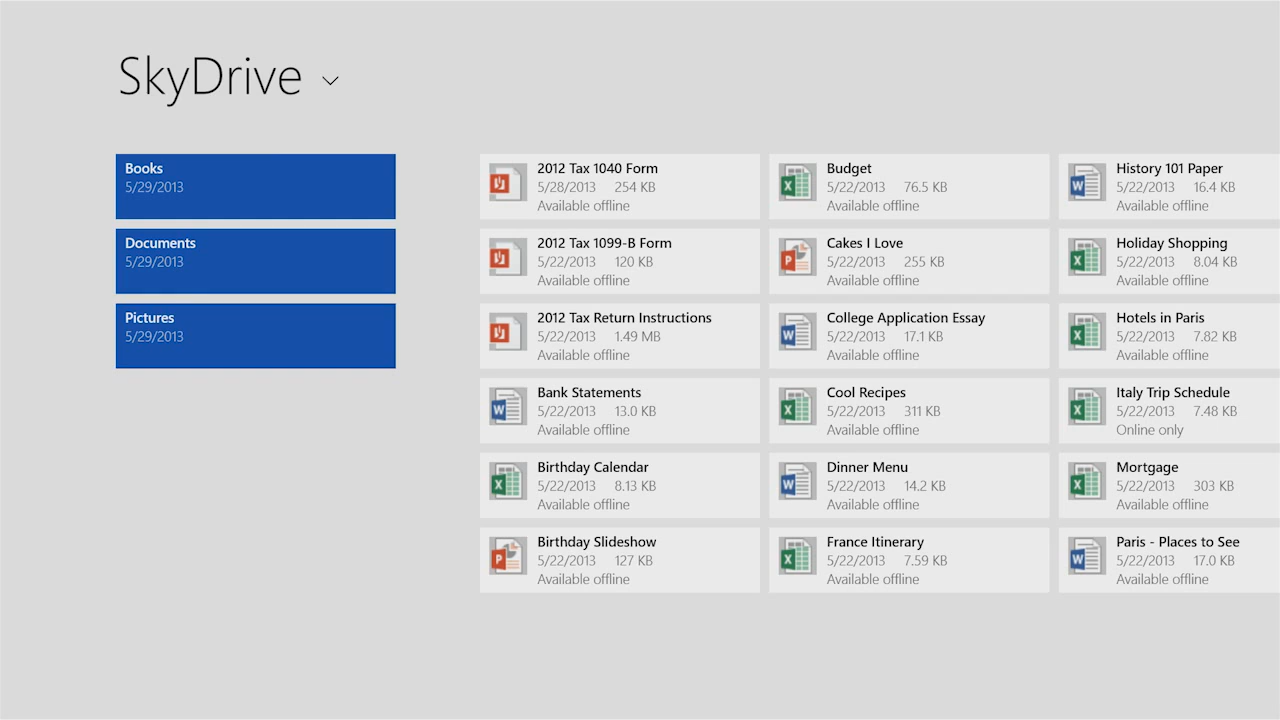 SkyDrive
Books
5/29/2013
Documents
5/29/2013
Pictures
5/29/2013
2012 Tax 1040 Form
5/28/2013 254 KB
Available offline
2012 Tax 1099-B Form
5/22/2013 120 KB
Available offline
2012 Tax Return Instructions
5/22/2013 1.49 MB
Available offline
Bank Statements
5/22/2013 13.0 KB
Available offline
Birthday Calendar
5/22/2013 8.13 KB
Available offline
Birthday Slideshow
5/22/2013 127 KB
Available offline
Budget
5/22/2013 76.5 KB
Available offline
Cakes I Love
5/22/2013 255 KB
Available offline
College Application Essay
5/22/2013 17.1 KB
Available offline
Cool Recipes
5/22/2013 311 KB
Available offline
Dinner Menu
5/22/2013 14.2 KB
Available offline
France Itinerary
5/22/2013 7.59 KB
Available offline
History 101 Paper
5/22/2013 16.4 KB
Available offline
Holiday Shopping
5/22/2013 8.04 KB
Available offline
Hotels in Paris
5/22/2013 7.82 KB
Available offline
Italy Trip Schedule
5/22/2013 7.48 KB
Online only
Mortgage
5/22/2013 303 KB
Available offline
Paris - Places to See
5/22/2013 17.0 KB
Available offline